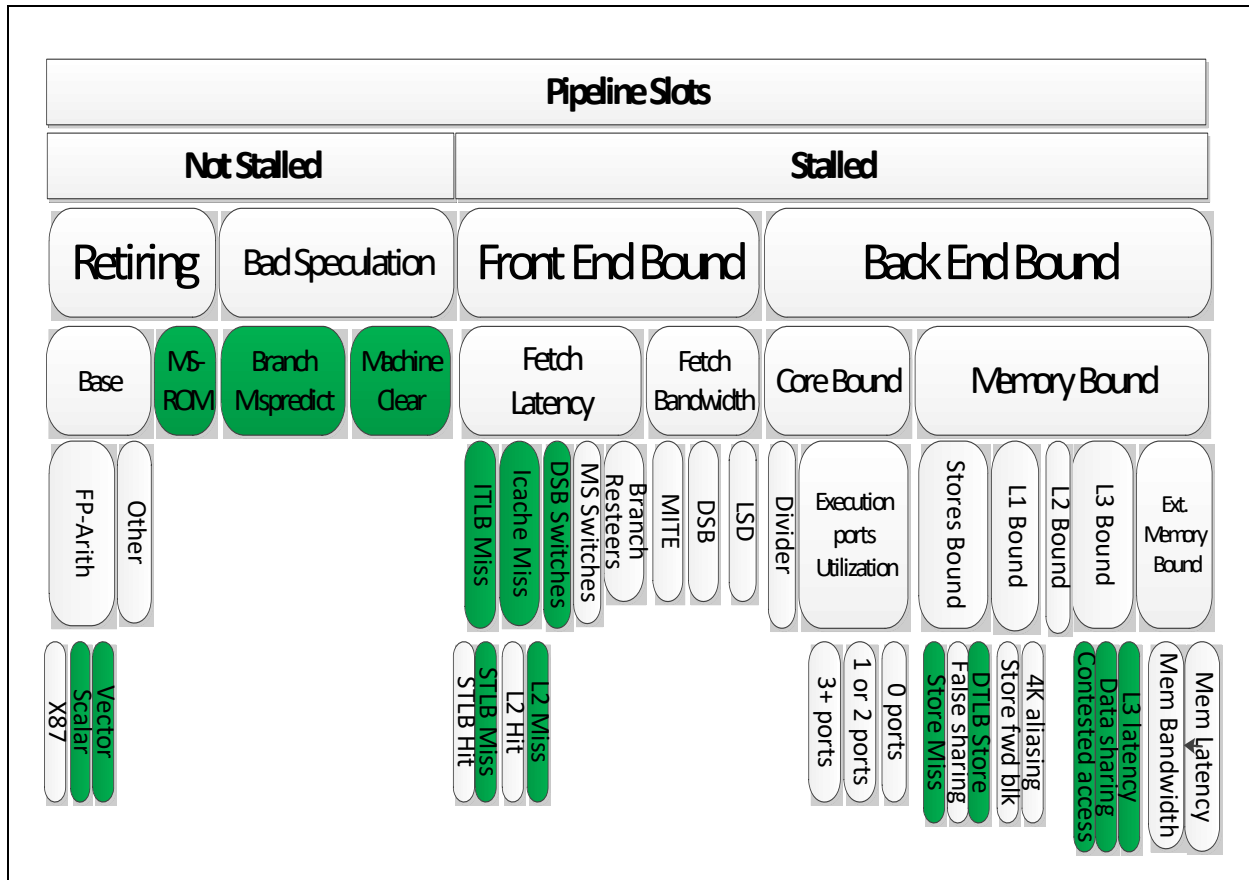 Pipeline Slots
Not Stalled
Stalled
Retiring
Bad Speculation
Front End Bound
Back End Bound
Base
MS-
ROM
Branch
Mspredict
Machine
Clear
Fetch
Latency
Fetch
Bandwidth
Core Bound
Memory Bound
FP-Arith
Other
ITLB Miss
Icache Miss
DSB Switches
MS Switches
Branch
Resteers
MITE
DSB
LSD
Divider
Execution
ports
Utilization
Stores Bound
L1 Bound
L2 Bound
L3 Bound
Ext.
Memory
Bound
X87
Scalar
Vector
STLB Hit
STLB Miss
L2 Hit
L2 Miss
3+ ports
1 or 2 ports
0 ports
Store Miss
False sharing
DTLB Store
Store fwd blk
4K aliasing
Contested access
Data sharing
L3 latency
Mem Bandwidth
Mem Latency